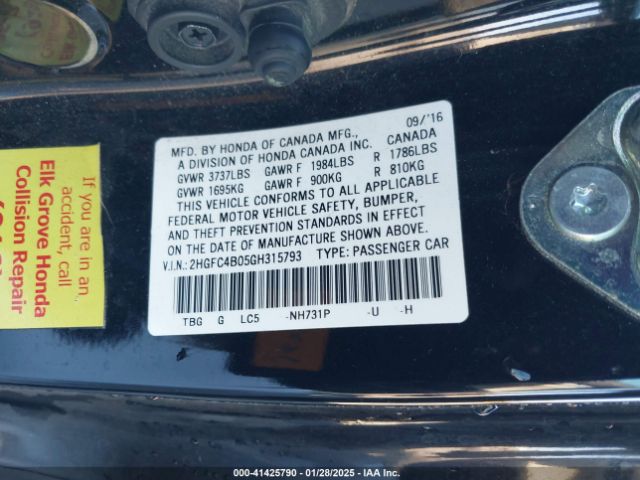 MFD. BY HONDA OF CANADA MFG.,
09/'16
A DIVISION OF HONDA CANADA INC.
CANADA
GVWR 3737LBS GAWR F 1984LBS R 1786LBS
GVWR 1695KG GAWR F 900KG R 810KG
THIS VEHICLE CONFORMS TO ALL APPLICABLE
FEDERAL MOTOR VEHICLE SAFETY, BUMPER,
AND THEFT PREVENTION STANDARDS IN EFFECT
ON THE DATE OF MANUFACTURE SHOWN ABOVE.
V.I.N.: 2HGFC4B05GH315793 TYPE: PASSENGER CAR
TBG G LC5 -NH731P -U -H
If you are in an
accident, call
Elk Grove Honda
Collision Repair
00-41425790 - 01/28/2025 - IAA Inc.